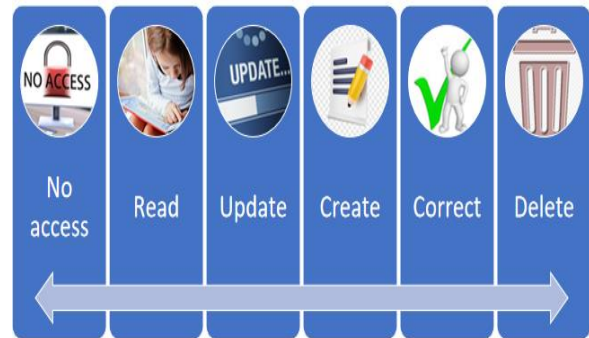 NO ACCESS
UPDATE...
No
access
Read
Update
Create
Correct
Delete